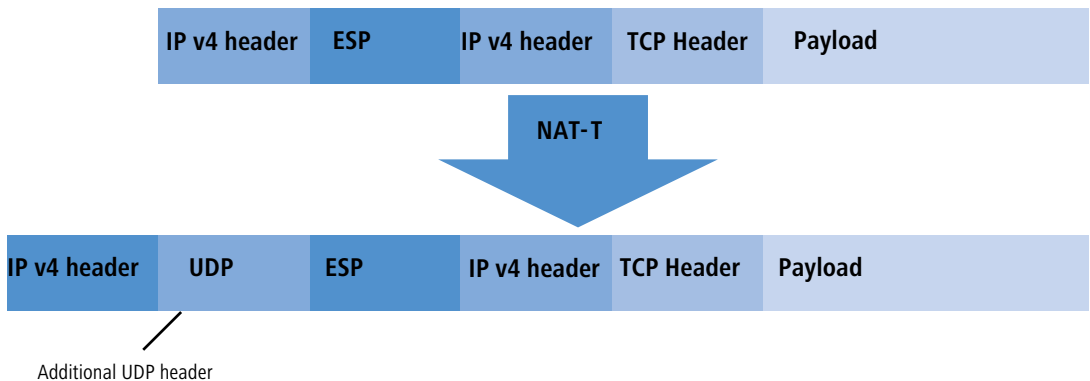 IP v4 header ESP IP v4 header TCP Header Payload
NAT-T
IP v4 header UDP ESP IP v4 header TCP Header Payload
Additional UDP header